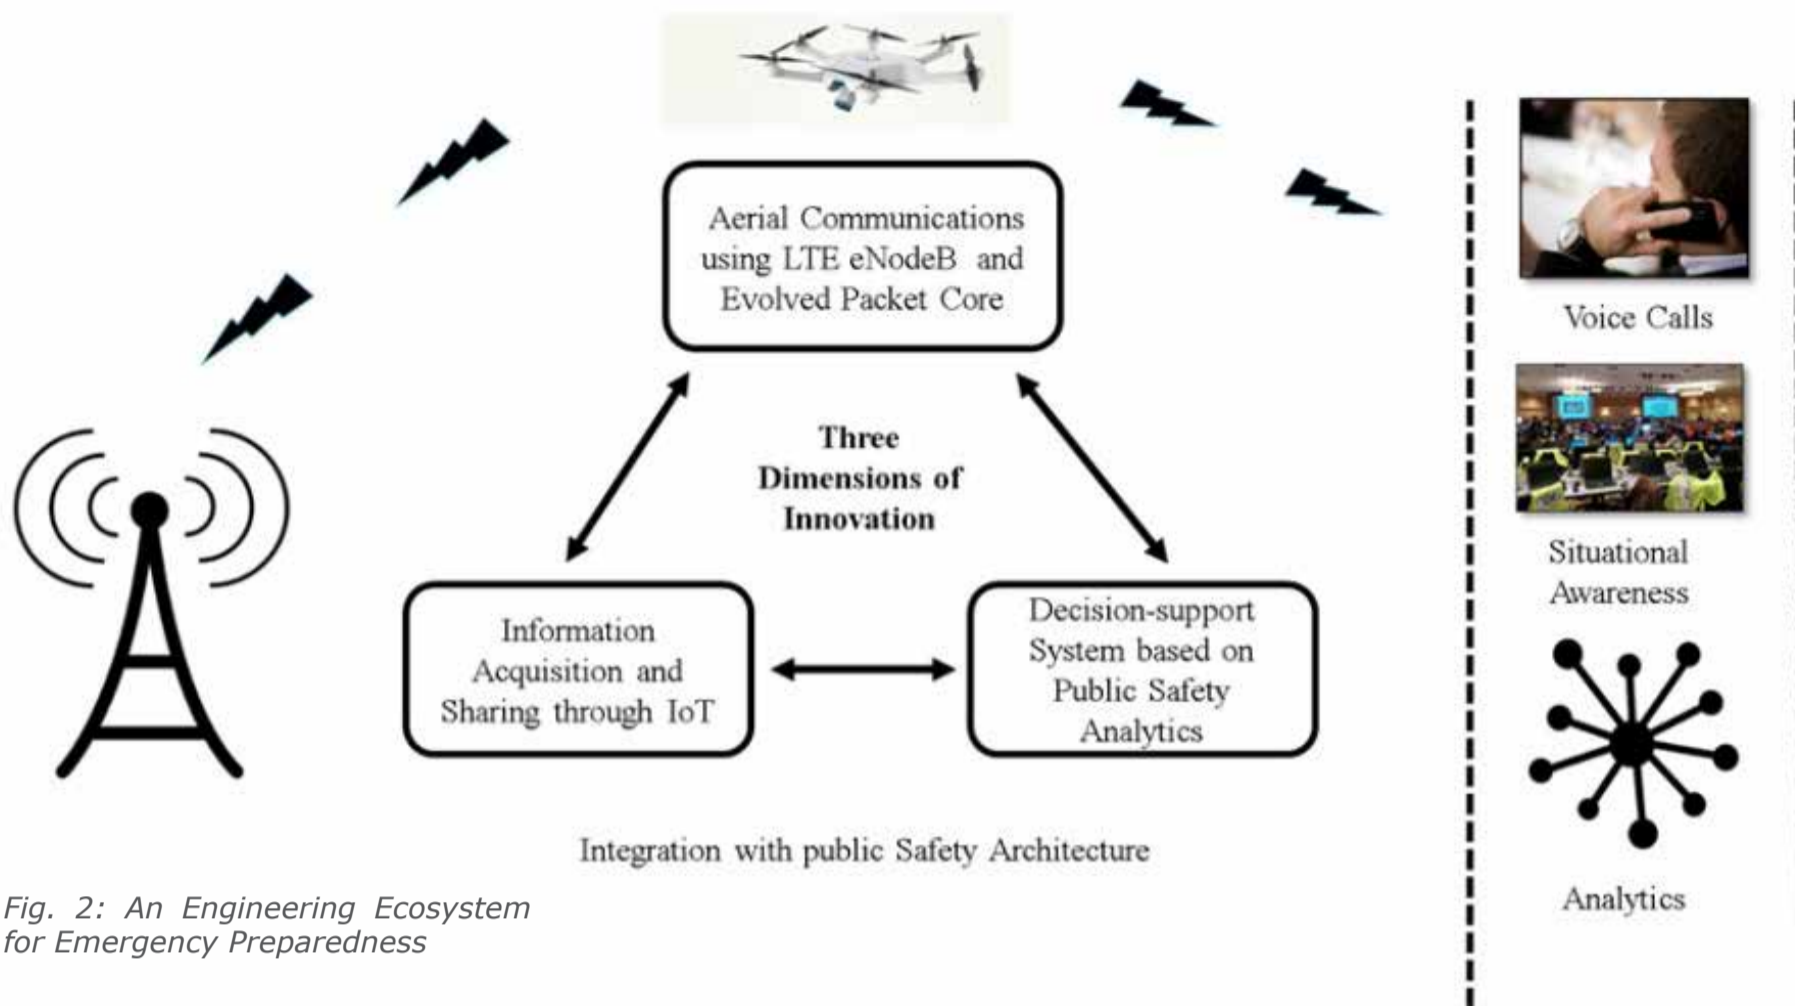 Aerial Communications
using LTE eNodeB and
Evolved Packet Core
Three
Dimensions of
Innovation
Information
Acquisition and
Sharing through IoT
Decision-support
System based on
Public Safety
Analytics
Integration with public Safety Architecture
Voice Calls
Situational
Awareness
Analytics
Fig. 2: An Engineering Ecosystem
for Emergency Preparedness